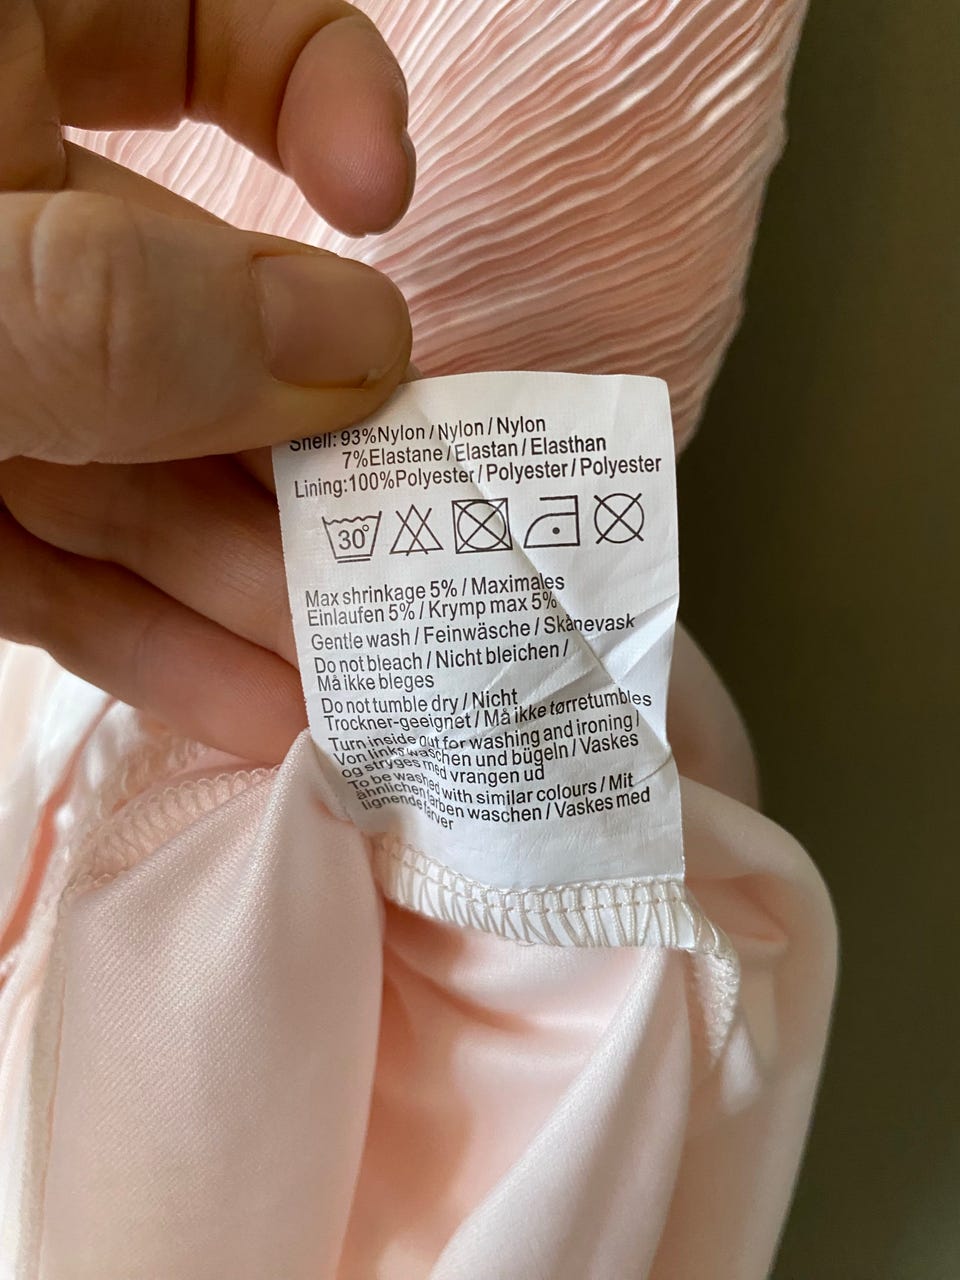 Shell: 93%Nylon / Nylon / Nylon
7%Elastane / Elastan / Elasthan
Lining:100%Polyester / Polyester / Polyester
30°
Max shrinkage 5% / Maximales
Einlaufen 5% / Krymp max 5%
Gentle wash / Feinwäsche / Skånevask
Do not bleach / Nicht bleichen /
Må ikke bleges
Do not tumble dry / Nicht
Trockner-geeignet / Må ikke tørretumbles
Turn inside out for washing and ironing /
Von links waschen und bügeln / Vaskes
og stryges med vrangen ud
To be washed with similar colours / Mit
ähnlichen farben waschen / Vaskes med
lignende farver